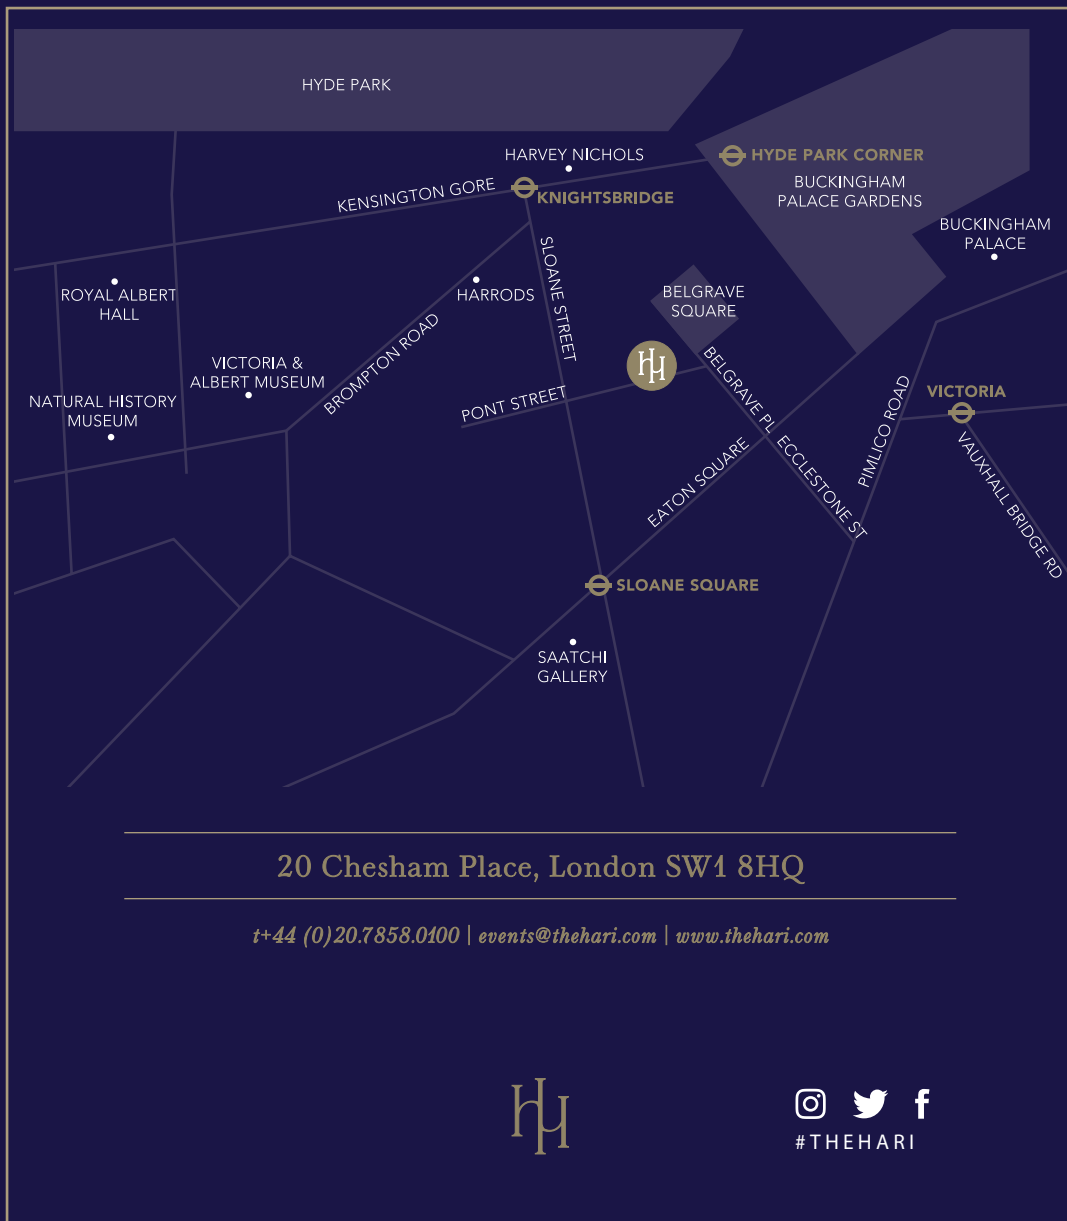 HYDE PARK
HARVEY NICHOLS
HYDE PARK CORNER
KENSINGTON GORE
KNIGHTSBRIDGE
BUCKINGHAM
PALACE GARDENS
BUCKINGHAM
PALACE
SLOANE STREET
ROYAL ALBERT
HALL
HARRODS
BELGRAVE
SQUARE
BROMPTON ROAD
VICTORIA &
ALBERT MUSEUM
HH
BELGRAVE PL
PONT STREET
NATURAL HISTORY
MUSEUM
PIMLICO ROAD
VICTORIA
EATON SQUARE
ECCLESTONE ST
VAUXHALL BRIDGE RD
SLOANE SQUARE
SAATCHI
GALLERY
20 Chesham Place, London SW1 8HQ
t+44 (0)20.7858.0100 | events@thehari.com | www.thehari.com
HH
#THEHARI